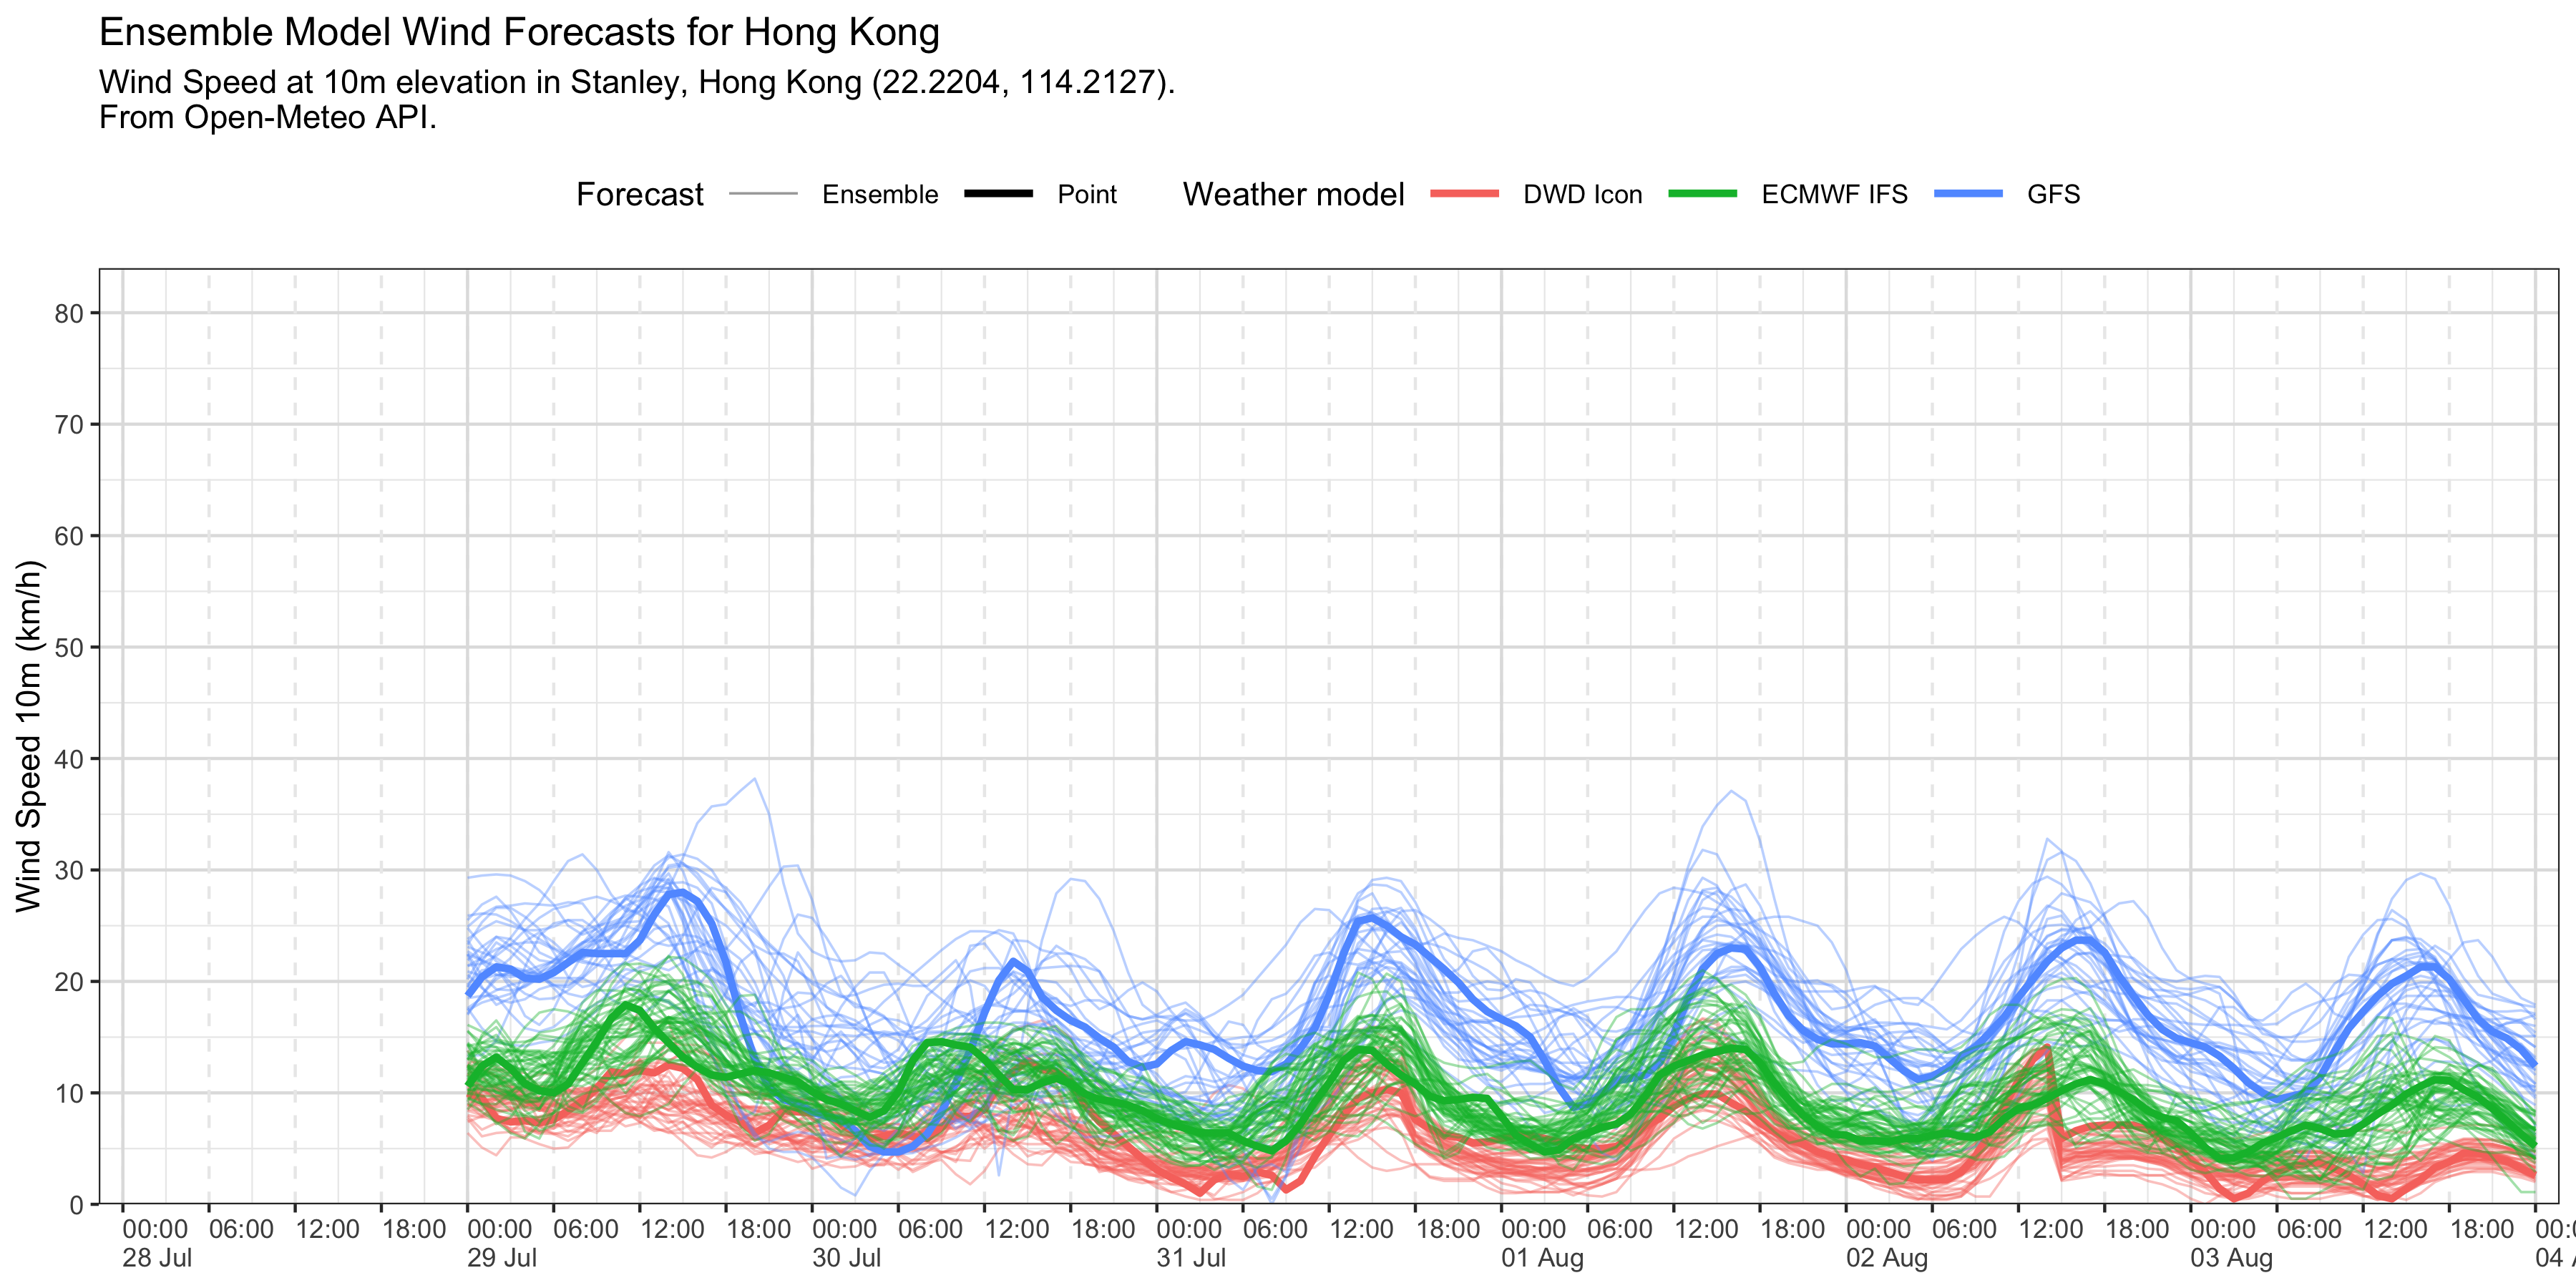 Ensemble Model Wind Forecasts for Hong Kong
Wind Speed at 10m elevation in Stanley, Hong Kong (22.2204, 114.2127).
From Open-Meteo API.
Forecast Ensemble Point Weather model DWD Icon ECMWF IFS GFS
Wind Speed 10m (km/h)
80
70
60
50
40
30
20
10
0
00:00 06:00 12:00 18:00 00:00 06:00 12:00 18:00 00:00 06:00 12:00 18:00 00:00 06:00 12:00 18:00 00:00 06:00 12:00 18:00 00:00 06:00 12:00 18:00 00:00 06:00 12:00 18:00
28 Jul 29 Jul 30 Jul 31 Jul 01 Aug 02 Aug 03 Aug 04